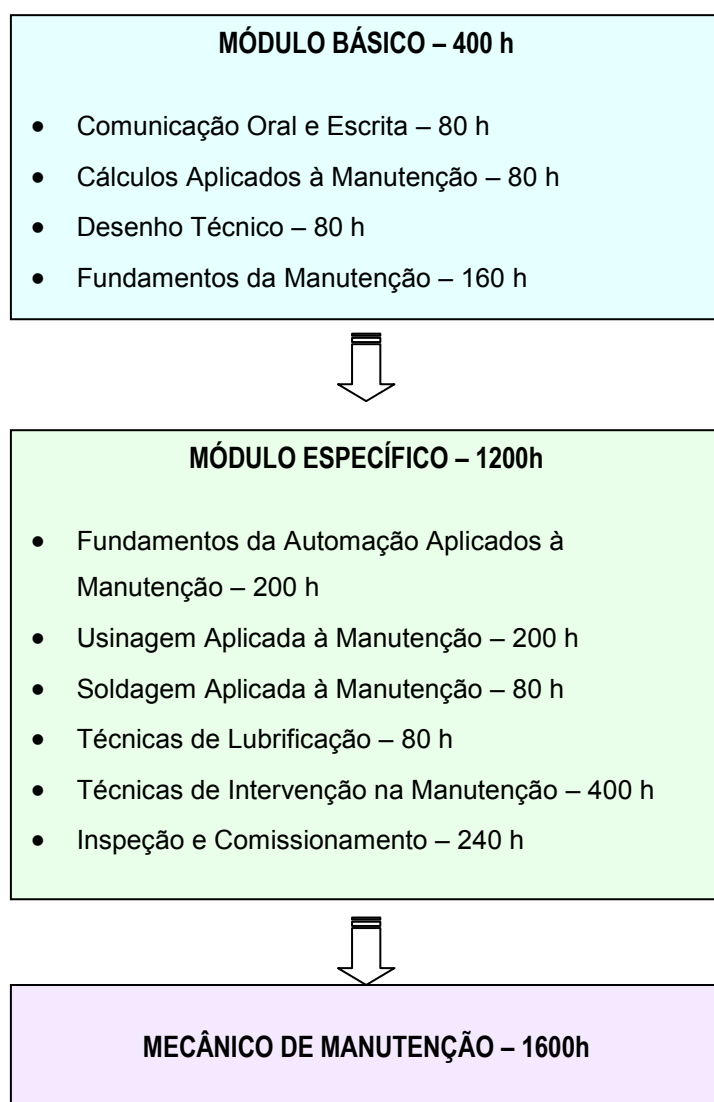 MÓDULO BÁSICO – 400 h
• Comunicação Oral e Escrita – 80 h
• Cálculos Aplicados à Manutenção – 80 h
• Desenho Técnico – 80 h
• Fundamentos da Manutenção – 160 h
MÓDULO ESPECÍFICO – 1200h
• Fundamentos da Automação Aplicados à
Manutenção – 200 h
• Usinagem Aplicada à Manutenção – 200 h
• Soldagem Aplicada à Manutenção – 80 h
• Técnicas de Lubrificação – 80 h
• Técnicas de Intervenção na Manutenção – 400 h
• Inspeção e Comissionamento – 240 h
MECÂNICO DE MANUTENÇÃO – 1600h